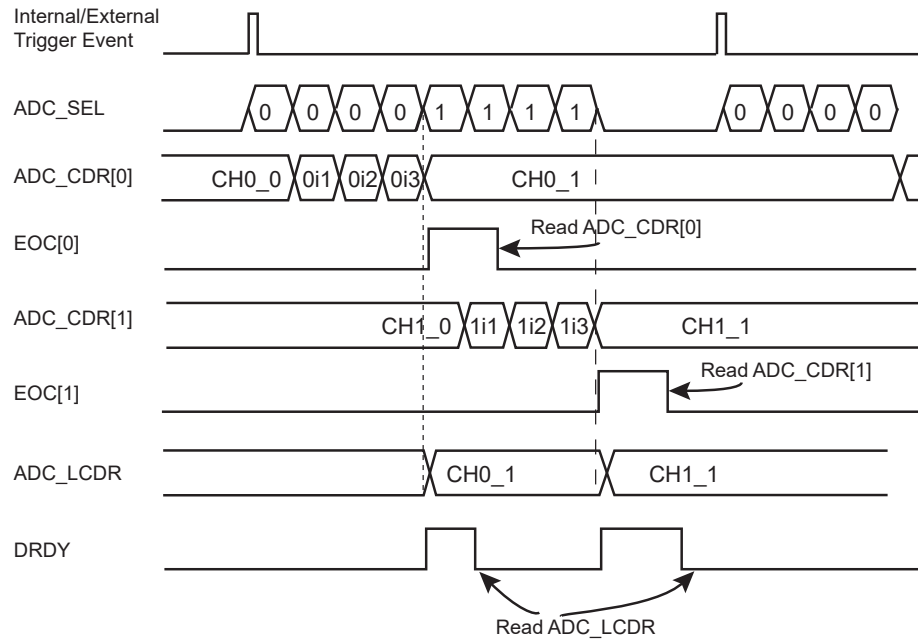 Internal/External
Trigger Event
ADC_SEL
0 0 0 0 1 1 1 1 0 0 0 0
ADC_CDR[0]
CH0_0 0i1 0i2 0i3 CH0_1
EOC[0]
Read ADC_CDR[0]
ADC_CDR[1]
CH1_0 1i1 1i2 1i3 CH1_1
EOC[1]
Read ADC_CDR[1]
ADC_LCDR
CH0_1 CH1_1
DRDY
Read ADC_LCDR